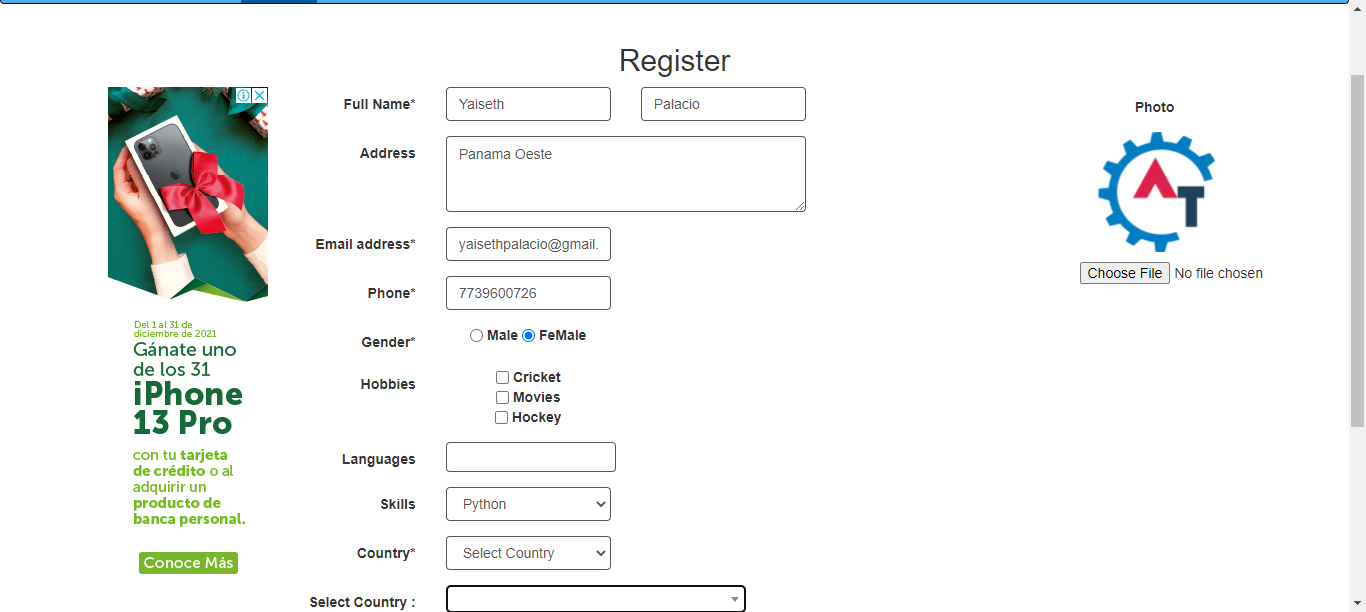 Register
Full Name*
Yaiseth
Palacio
Address
Panama Oeste
Email address*
yaisethpalacio@gmail.
Phone*
7739600726
Gender*
Male FeMale
Hobbies
Cricket
Movies
Hockey
Languages
Skills
Python
Country*
Select Country
Select Country :
Photo
AT
Choose File No file chosen
Del 1 al 31 de
diciembre de 2021
Gánate uno
de los 31
iPhone
13 Pro
con tu tarjeta
de crédito o al
adquirir un
producto de
banca personal.
Conoce Más